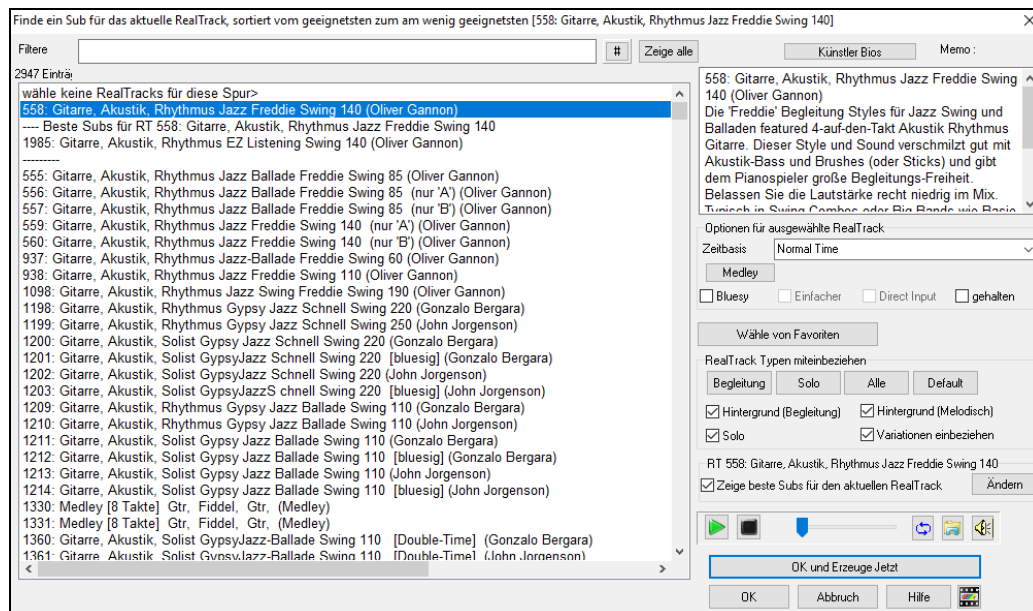 Finde ein Sub für das aktuelle RealTrack, sortiert vom geeignetsten zum am wenig geeignetsten [558: Gitarre, Akustik, Rhythmus Jazz Freddie Swing 140]
Filtere
#
Zeige alle
Künstler Bios
Memo :
2947 Einträ
wähle keine RealTracks für diese Spur>
558: Gitarre, Akustik, Rhythmus Jazz Freddie Swing 140 (Oliver Gannon)
---- Beste Subs für RT 558: Gitarre, Akustik, Rhythmus Jazz Freddie Swing 140
1985: Gitarre, Akustik, Rhythmus EZ Listening Swing 140 (Oliver Gannon)
---------
555: Gitarre, Akustik, Rhythmus Jazz Ballade Freddie Swing 85 (Oliver Gannon)
556: Gitarre, Akustik, Rhythmus Jazz Ballade Freddie Swing 85 (nur 'A') (Oliver Gannon)
557: Gitarre, Akustik, Rhythmus Jazz Ballade Freddie Swing 85 (nur 'B') (Oliver Gannon)
559: Gitarre, Akustik, Rhythmus Jazz Freddie Swing 140 (nur 'A') (Oliver Gannon)
560: Gitarre, Akustik, Rhythmus Jazz Freddie Swing 140 (nur 'B') (Oliver Gannon)
937: Gitarre, Akustik, Rhythmus Jazz-Ballade Freddie Swing 60 (Oliver Gannon)
938: Gitarre, Akustik, Rhythmus Jazz Freddie Swing 110 (Oliver Gannon)
1098: Gitarre, Akustik, Rhythmus Jazz Swing Freddie Swing 190 (Oliver Gannon)
1198: Gitarre, Akustik, Rhythmus Gypsy Jazz Schnell Swing 220 (Gonzalo Bergara)
1199: Gitarre, Akustik, Rhythmus Gypsy Jazz Schnell Swing 250 (John Jorgenson)
1200: Gitarre, Akustik, Solist Gypsy Jazz Schnell Swing 220 (Gonzalo Bergara)
1201: Gitarre, Akustik, Solist GypsyJazz Schnell Swing 220 [bluesig] (Gonzalo Bergara)
1202: Gitarre, Akustik, Solist GypsyJazz Schnell Swing 220 (John Jorgenson)
1203: Gitarre, Akustik, Solist GypsyJazzS chnell Swing 220 [bluesig] (John Jorgenson)
1209: Gitarre, Akustik, Rhythmus Gypsy Jazz Ballade Swing 110 (Gonzalo Bergara)
1210: Gitarre, Akustik, Rhythmus Gypsy Jazz Ballade Swing 110 (John Jorgenson)
1211: Gitarre, Akustik, Solist Gypsy Jazz Ballade Swing 110 (Gonzalo Bergara)
1212: Gitarre, Akustik, Solist Gypsy Jazz Ballade Swing 110 [bluesig] (Gonzalo Bergara)
1213: Gitarre, Akustik, Solist Gypsy Jazz Ballade Swing 110 (John Jorgenson)
1214: Gitarre, Akustik, Solist Gypsy Jazz Ballade Swing 110 [bluesig] (John Jorgenson)
1330: Medley [8 Takte] Gtr, Fiddel, Gtr, (Medley)
1331: Medley [8 Takte] Gtr, Fiddel, Gtr, (Medley)
1360: Gitarre, Akustik, Solist GypsyJazz-Ballade Swing 110 [Double-Time] (Gonzalo Bergara)
1361: Gitarre, Akustik, Solist GypsyJazz-Ballade Swing 110 [Double-Time] (John Jorgenson)
558: Gitarre, Akustik, Rhythmus Jazz Freddie Swing
140 (Oliver Gannon)
Die 'Freddie' Begleitung Styles für Jazz Swing und
Balladen featured 4-auf-den-Takt Akustik Rhythmus
Gitarre. Dieser Style und Sound verschmilzt gut mit
Akustik-Bass und Brushes (oder Sticks) und gibt
dem Pianospieler große Begleitungs-Freiheit.
Belassen Sie die Lautstärke recht niedrig im Mix.
Typisch in Swing Combos oder Big Bands wie Basie
Optionen für ausgewählte RealTrack
Zeitbasis
Normal Time
Medley
Bluesy
Einfacher
Direct Input
gehalten
Wähle von Favoriten
RealTrack Typen miteinbeziehen
Begleitung
Solo
Alle
Default
Hintergrund (Begleitung)
Hintergrund (Melodisch)
Solo
Variationen einbeziehen
RT 558: Gitarre, Akustik, Rhythmus Jazz Freddie Swing 140
Zeige beste Subs für den aktuellen RealTrack
Ändern
OK und Erzeuge Jetzt
OK
Abbruch
Hilfe